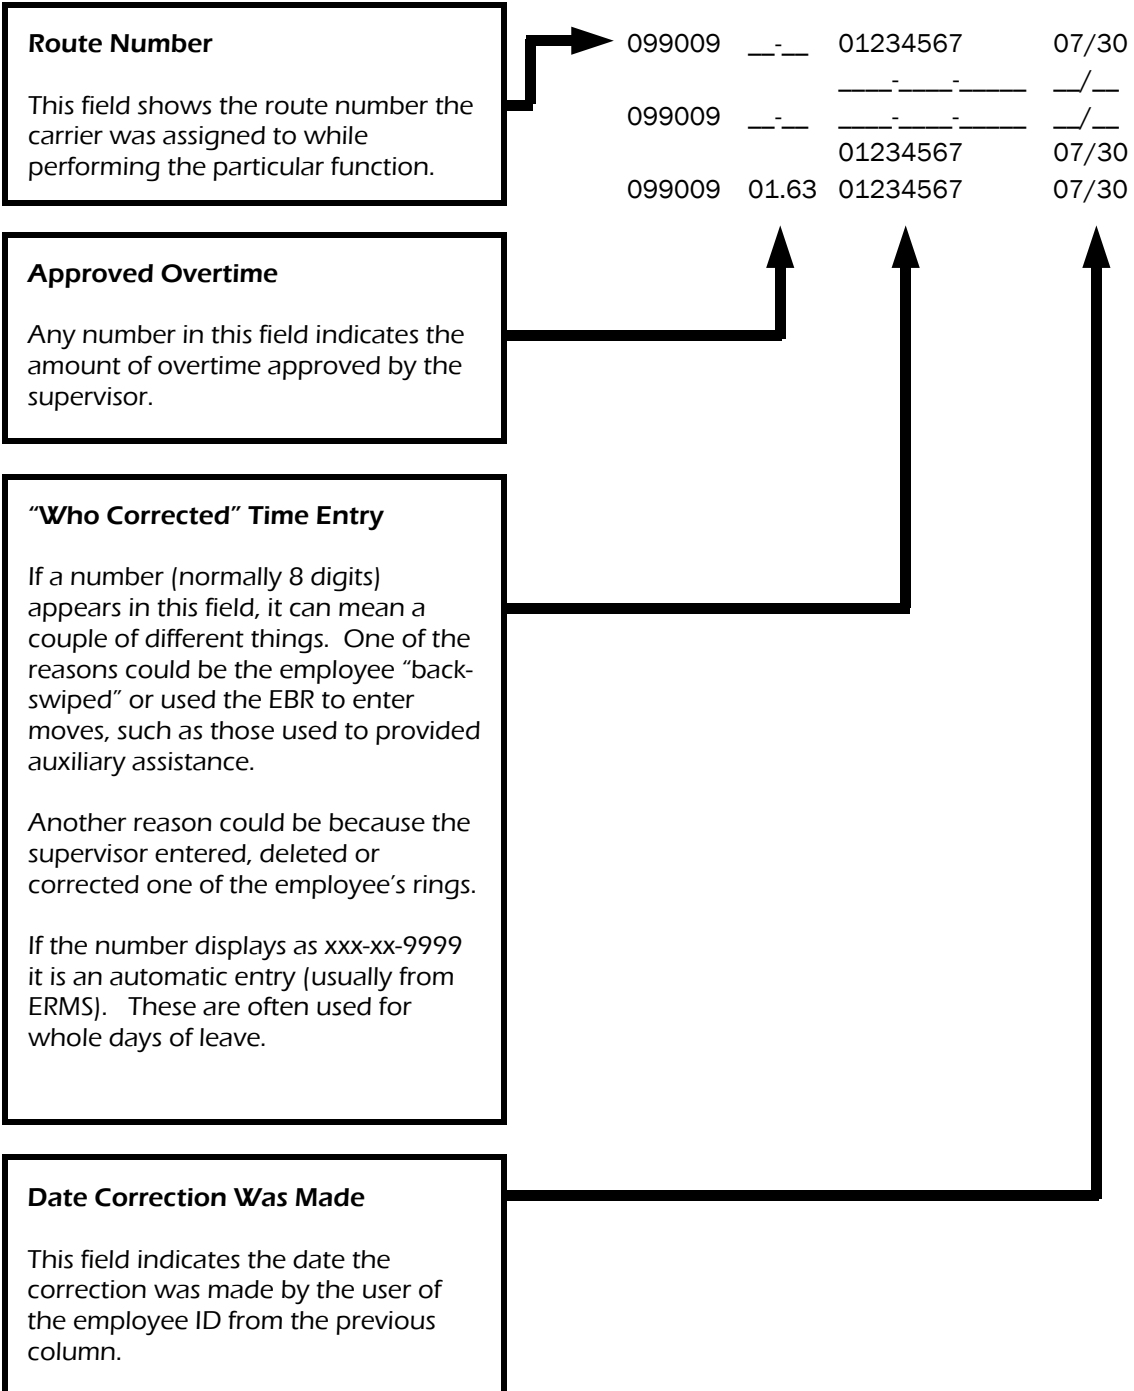 Route Number
This field shows the route number the
carrier was assigned to while
performing the particular function.
099009 __-__ 01234567 07/30
____-____-_____ __/__
099009 __-__ ____-____-_____ __/__
01234567 07/30
099009 01.63 01234567 07/30
Approved Overtime
Any number in this field indicates the
amount of overtime approved by the
supervisor.
“Who Corrected” Time Entry
If a number (normally 8 digits)
appears in this field, it can mean a
couple of different things.  One of the
reasons could be the employee “back-
swiped” or used the EBR to enter
moves, such as those used to provided
auxiliary assistance.
Another reason could be because the
supervisor entered, deleted or
corrected one of the employee’s rings.
If the number displays as xxx-xx-9999
it is an automatic entry (usually from
ERMS).   These are often used for
whole days of leave.
Date Correction Was Made
This field indicates the date the
correction was made by the user of
the employee ID from the previous
column.